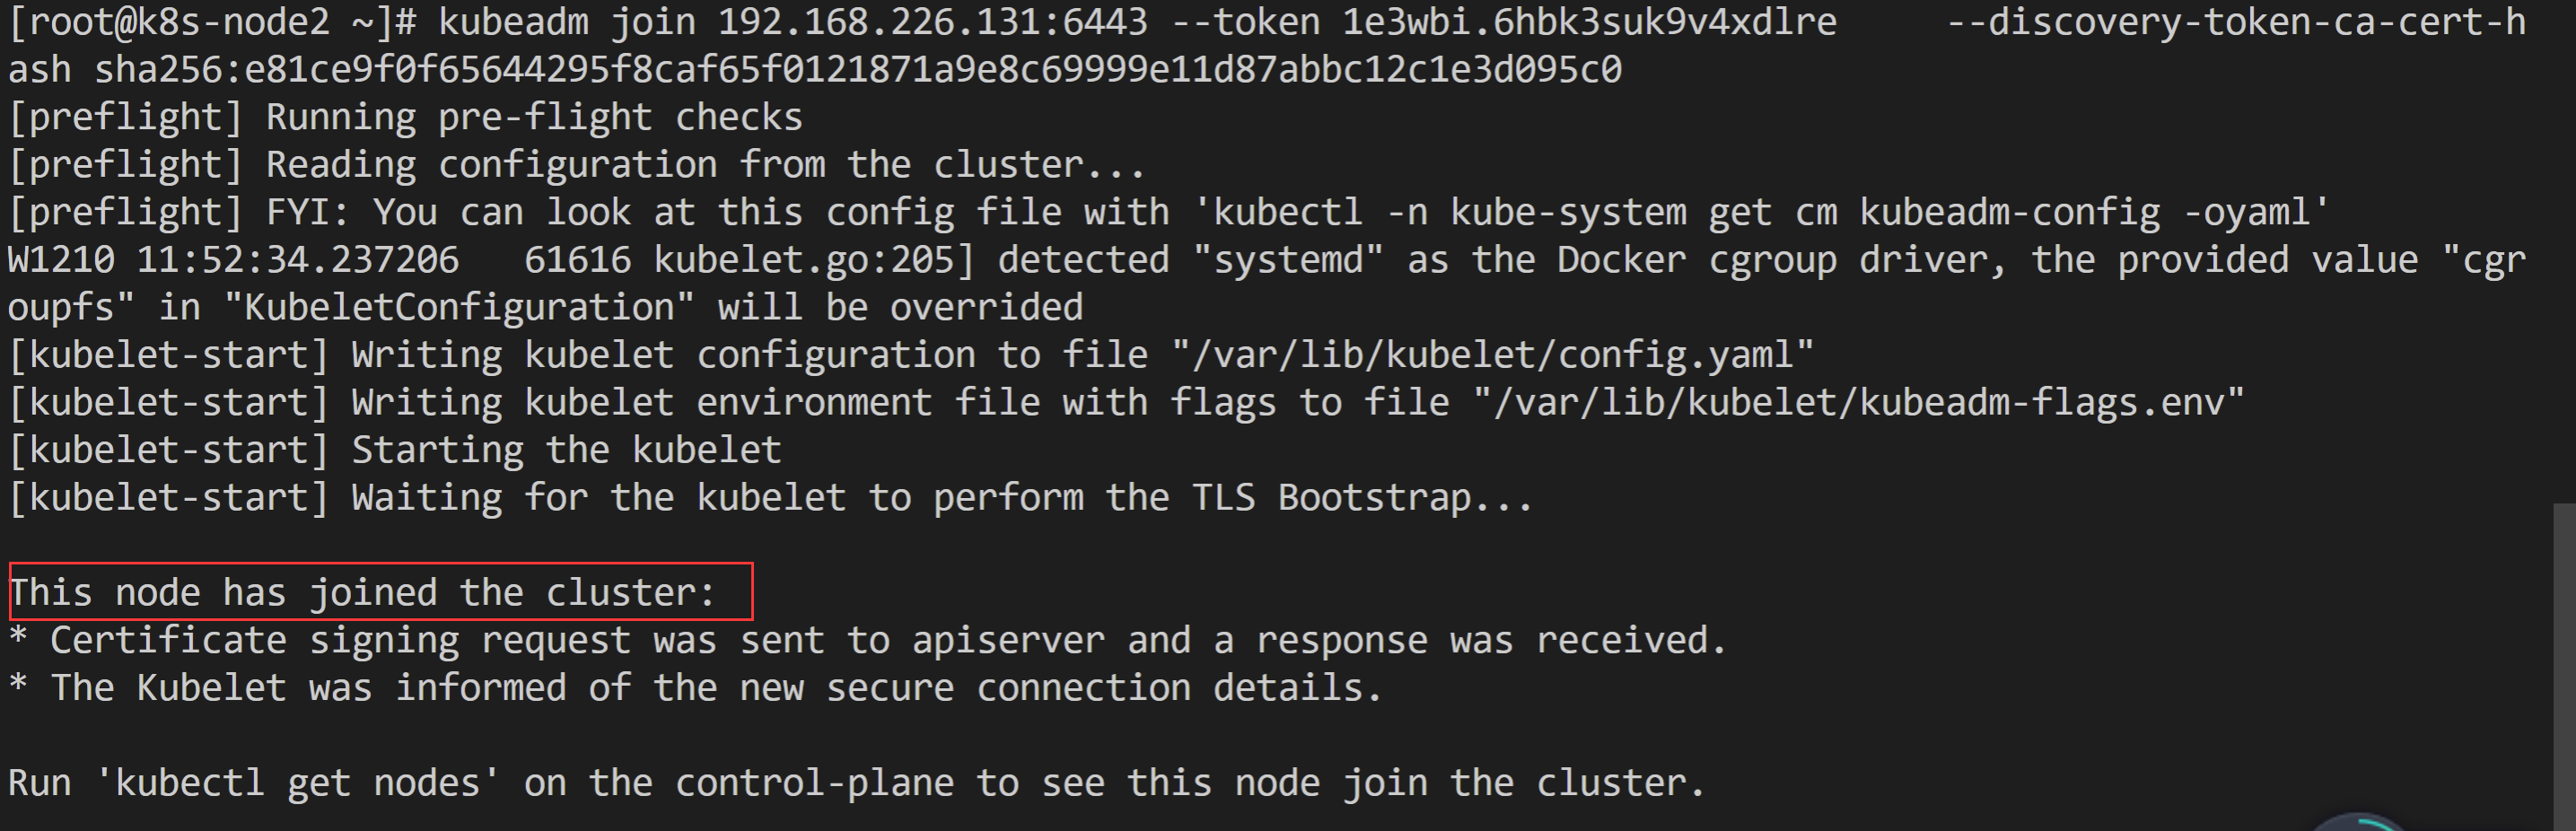 [root@k8s-node2 ~]# kubeadm join 192.168.226.131:6443 --token 1e3wbi.6hbk3suk9v4xdlre     --discovery-token-ca-cert-h
ash sha256:e81ce9f0f65644295f8caf65f0121871a9e8c69999e11d87abbc12c1e3d095c0
[preflight] Running pre-flight checks
[preflight] Reading configuration from the cluster...
[preflight] FYI: You can look at this config file with 'kubectl -n kube-system get cm kubeadm-config -oyaml'
W1210 11:52:34.237206   61616 kubelet.go:205] detected "systemd" as the Docker cgroup driver, the provided value "cgr
oupfs" in "KubeletConfiguration" will be overrided
[kubelet-start] Writing kubelet configuration to file "/var/lib/kubelet/config.yaml"
[kubelet-start] Writing kubelet environment file with flags to file "/var/lib/kubelet/kubeadm-flags.env"
[kubelet-start] Starting the kubelet
[kubelet-start] Waiting for the kubelet to perform the TLS Bootstrap...
This node has joined the cluster:
* Certificate signing request was sent to apiserver and a response was received.
* The Kubelet was informed of the new secure connection details.
Run 'kubectl get nodes' on the control-plane to see this node join the cluster.